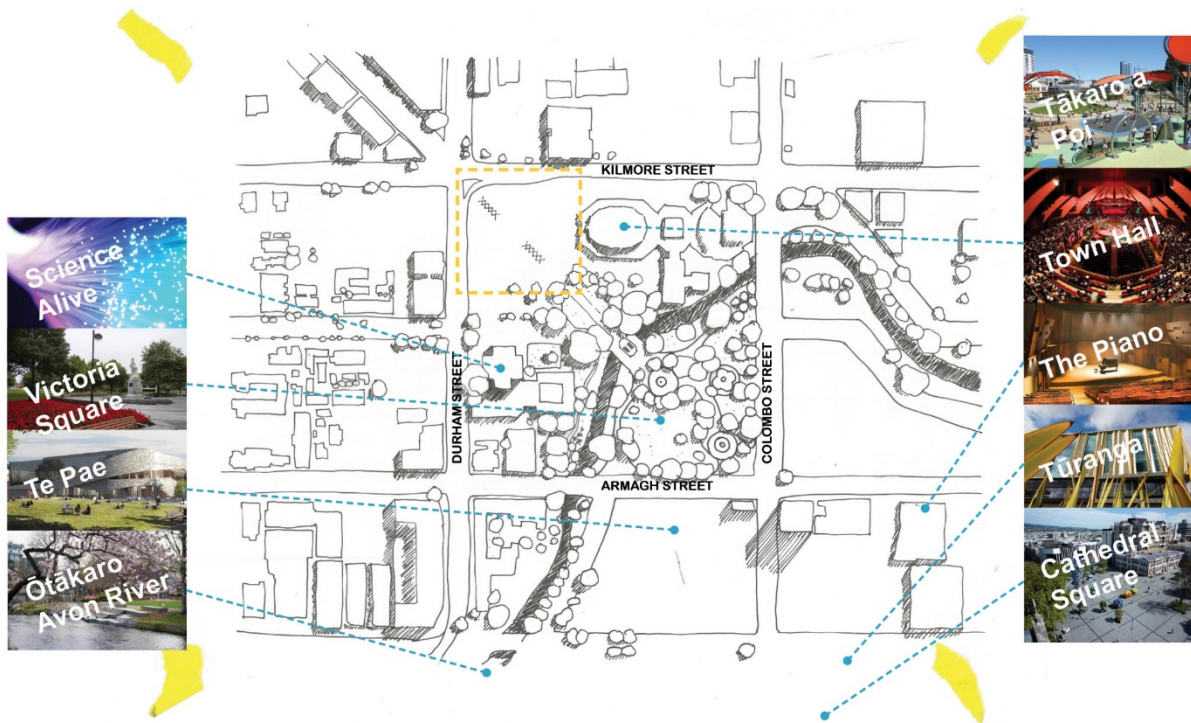 Science
Alive
Victoria
Square
Te Pae
Ōtākaro
Avon River
KILMORE STREET
DURHAM STREET
COLOMBO STREET
ARMAGH STREET
Tākaro ā
Poi
Town Hall
The Piano
Tūranga
Cathedral
Square